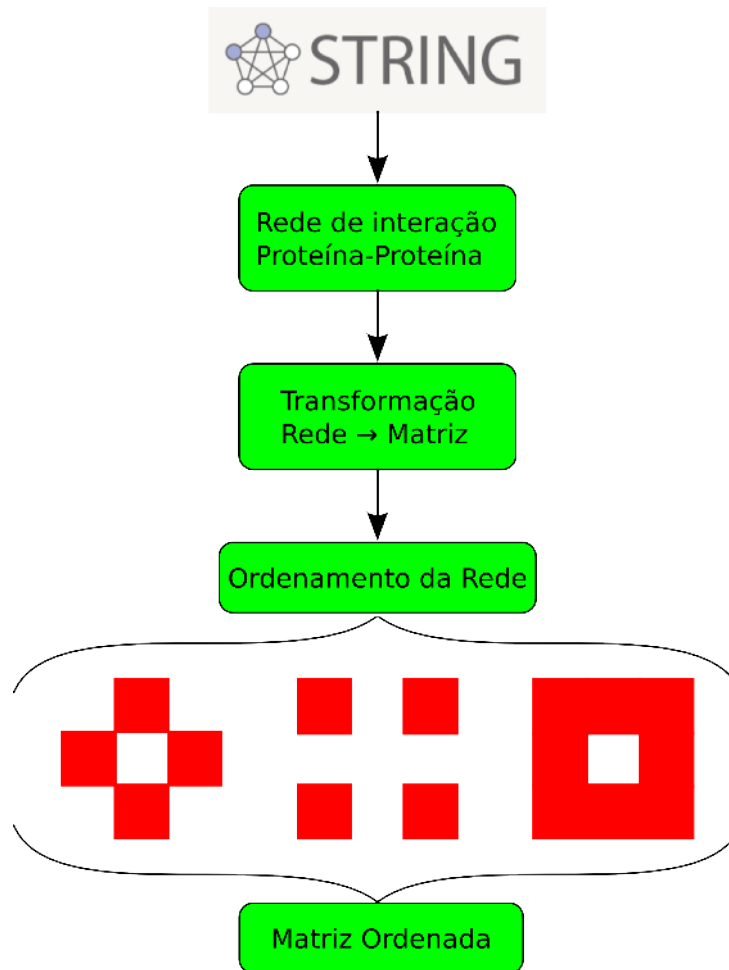 STRING
Rede de interação
Proteína-Proteína
Transformação
Rede → Matriz
Ordenamento da Rede
Matriz Ordenada